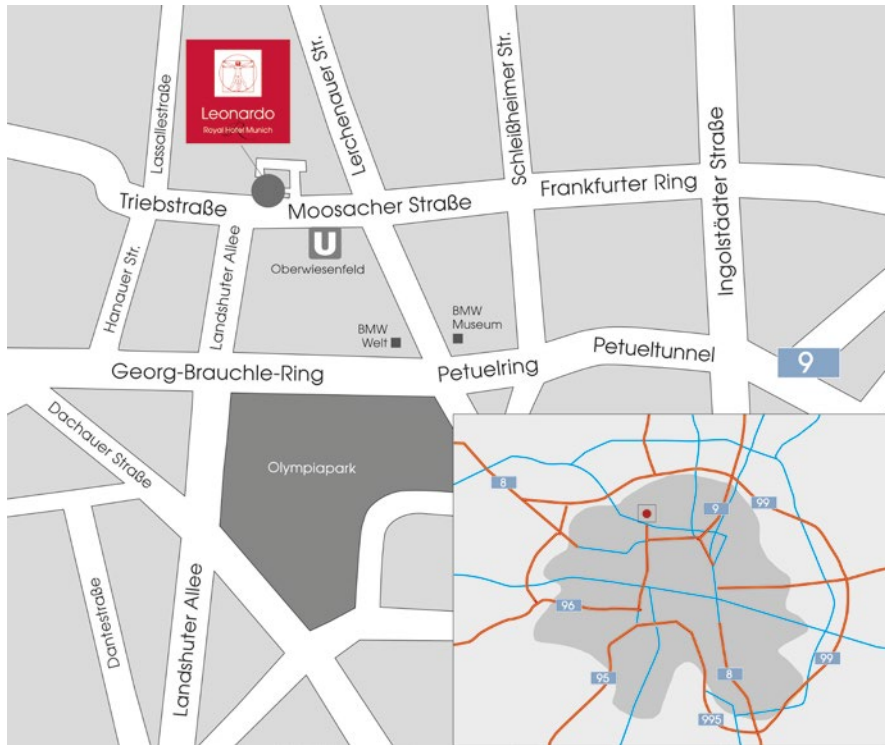 Lassallestraße
Leonardo
Royal Hotel Munich
Lerchenauer Str.
Schleißheimer Str.
Ingolstädter Straße
Triebstraße
Moosacher Straße
Frankfurter Ring
Hanauer Str.
Landshuter Allee
U
Oberwiesenfeld
BMW
Welt
BMW
Museum
Georg-Brauchle-Ring
Petuelring
Petueltunnel
9
Dachauer Straße
Olympiapark
Dantestraße
Landshuter Allee
8
9
99
96
95
8
99
995